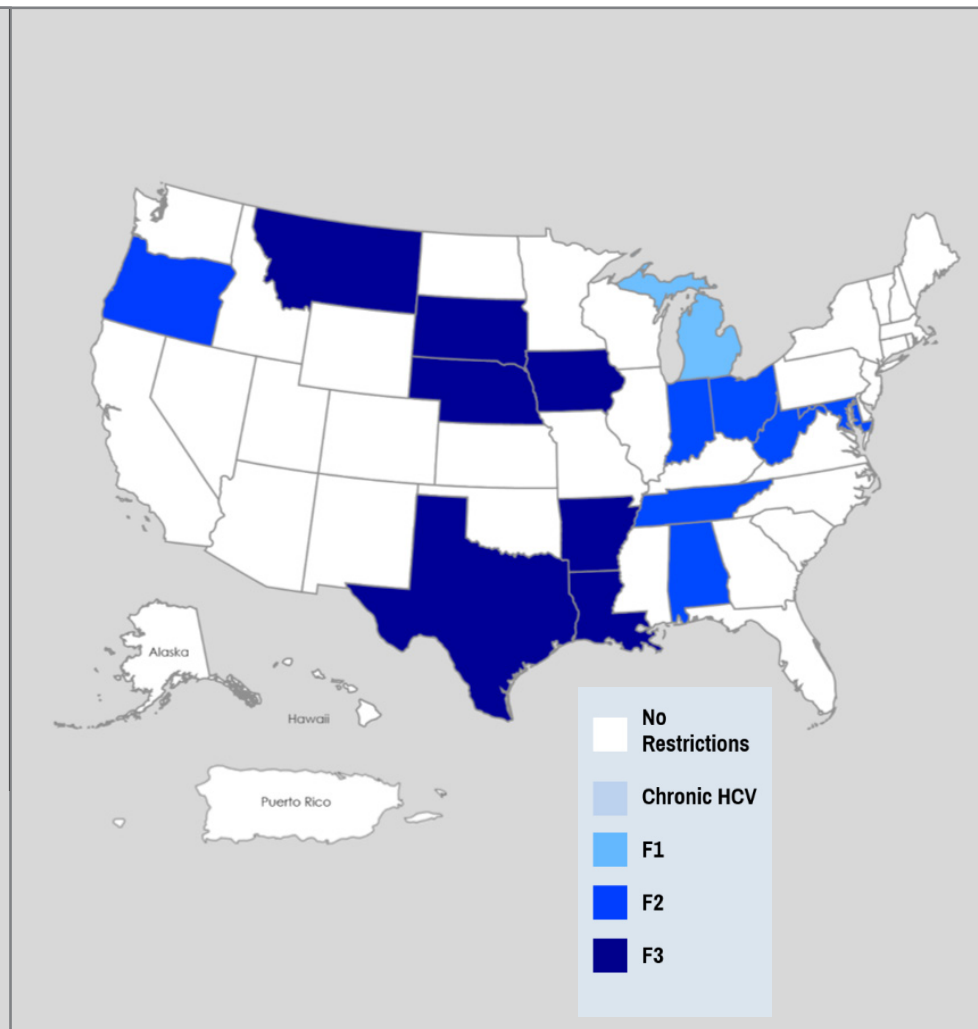 Alaska
Hawaii
Puerto Rico
No
Restrictions
Chronic HCV
F1
F2
F3